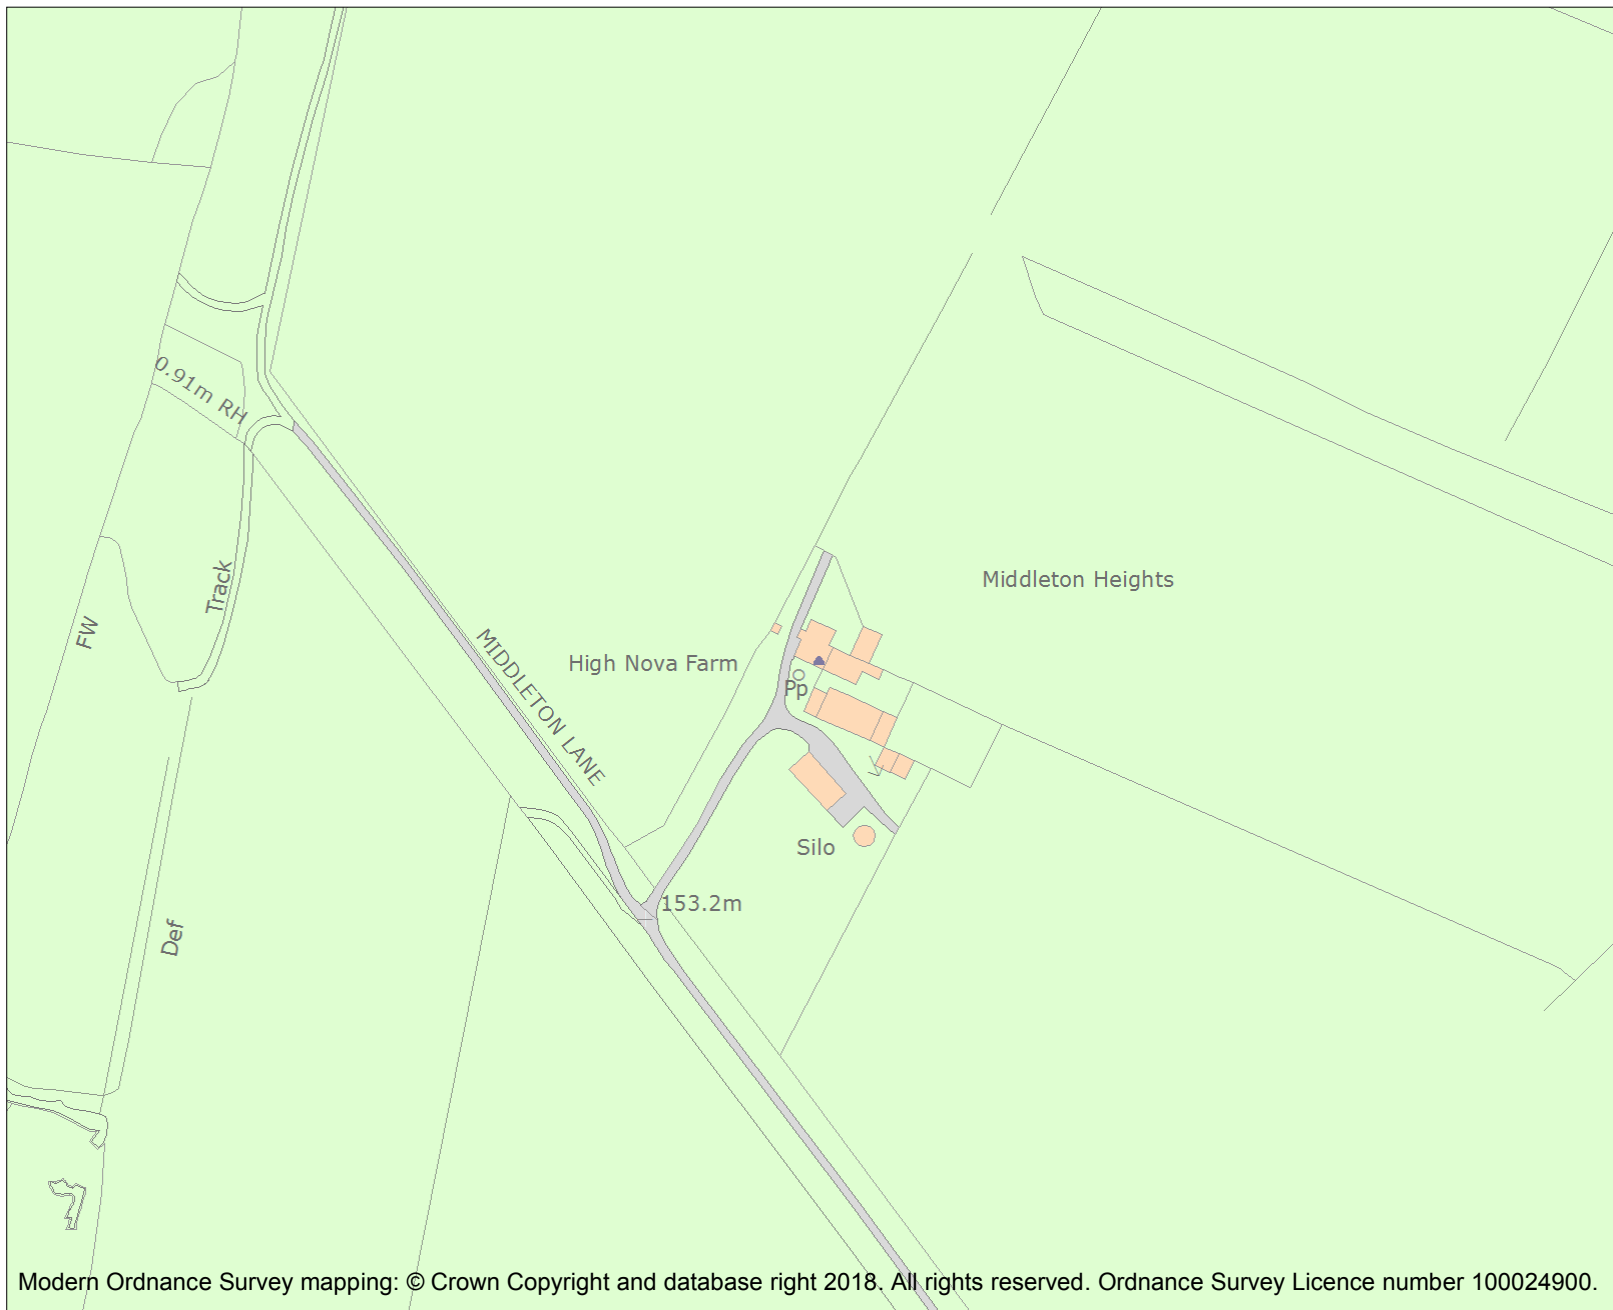 0.91m RH
Track
FW
MIDDLETON LANE
High Nova Farm
Middleton Heights
Pp
Silo
153.2m
Def
Modern Ordnance Survey mapping: © Crown Copyright and database right 2018. All rights reserved. Ordnance Survey Licence number 100024900.